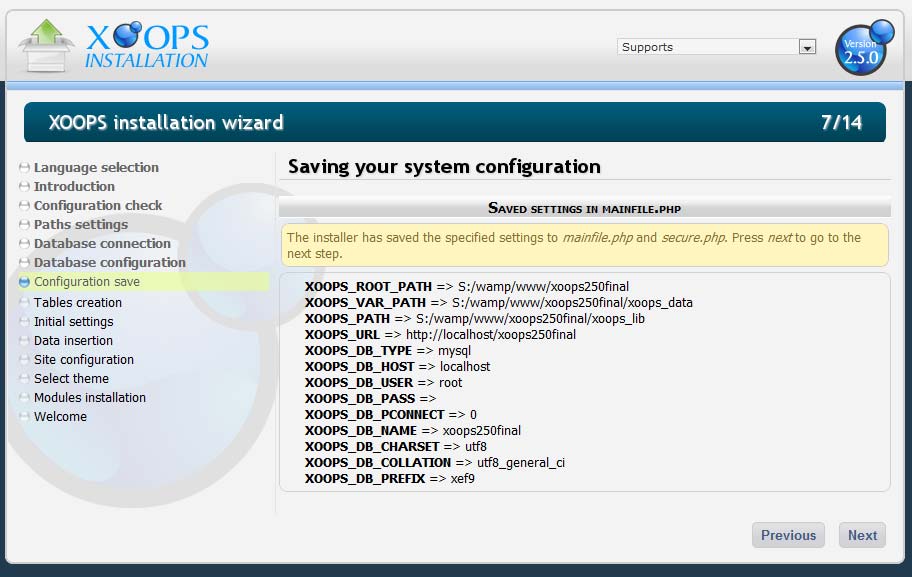 XOOPS
INSTALLATION
Supports
Version
2.5.0
XOOPS installation wizard
7/14
Language selection
Introduction
Configuration check
Paths settings
Database connection
Database configuration
Configuration save
Tables creation
Initial settings
Data insertion
Site configuration
Select theme
Modules installation
Welcome
Saving your system configuration
SAVED SETTINGS IN MAINFILE.PHP
The installer has saved the specified settings to mainfile.php and secure.php. Press next to go to the
next step.
XOOPS_ROOT_PATH => S:/wamp/www/xoops250final
XOOPS_VAR_PATH => S:/wamp/www/xoops250final/xoops_data
XOOPS_PATH => S:/wamp/www/xoops250final/xoops_lib
XOOPS_URL => http://localhost/xoops250final
XOOPS_DB_TYPE => mysql
XOOPS_DB_HOST => localhost
XOOPS_DB_USER => root
XOOPS_DB_PASS =>
XOOPS_DB_PCONNECT => 0
XOOPS_DB_NAME => xoops250final
XOOPS_DB_CHARSET => utf8
XOOPS_DB_COLLATION => utf8_general_ci
XOOPS_DB_PREFIX => xef9
Previous
Next